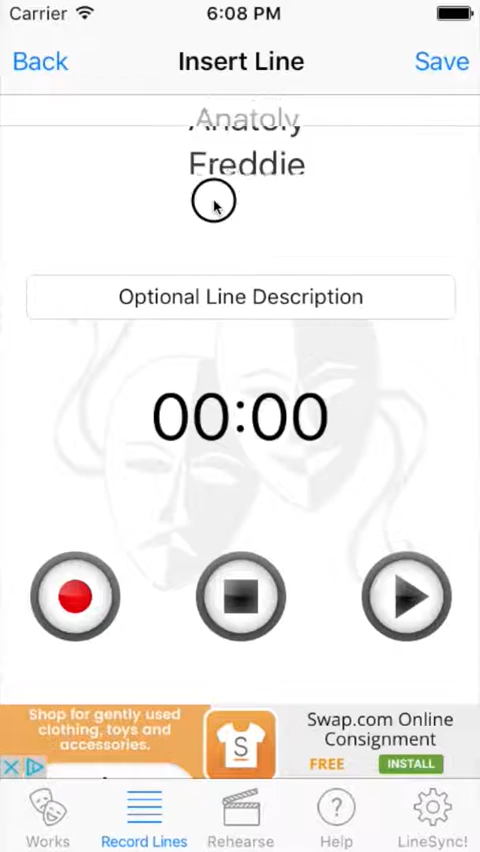 Carrier 6:08 PM
Back Insert Line Save
Anatoly
Freddie
Optional Line Description
00:00
Shop for gently used
clothing, toys and
accessories.
S
Swap.com Online
Consignment
FREE INSTALL
Works Record Lines Rehearse Help LineSync!